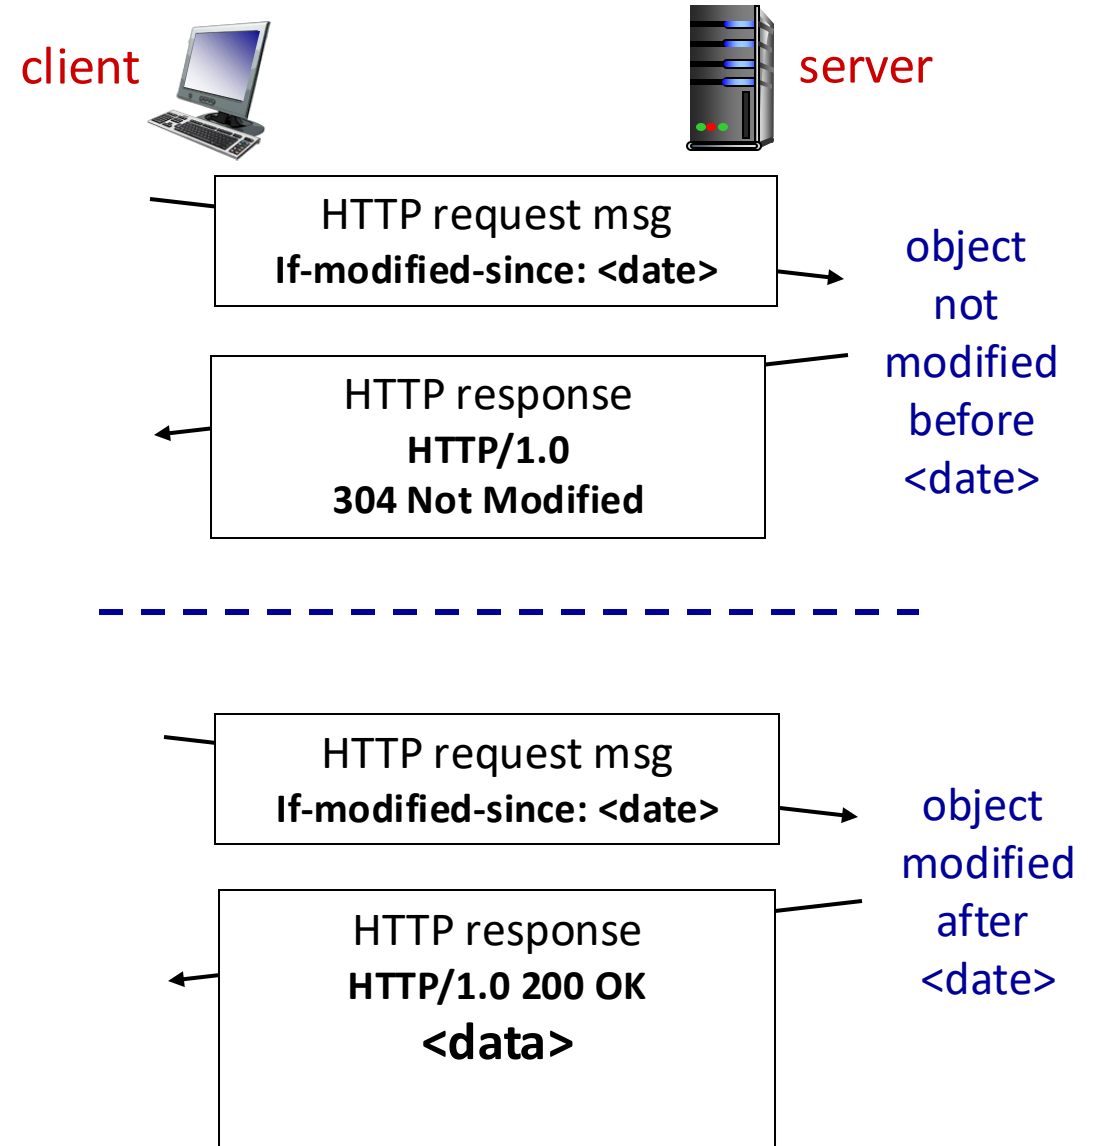 client
server
HTTP request msg
If-modified-since: <date>
object
not
modified
before
<date>
HTTP response
HTTP/1.0
304 Not Modified
HTTP request msg
If-modified-since: <date>
object
modified
after
<date>
HTTP response
HTTP/1.0 200 OK
<data>